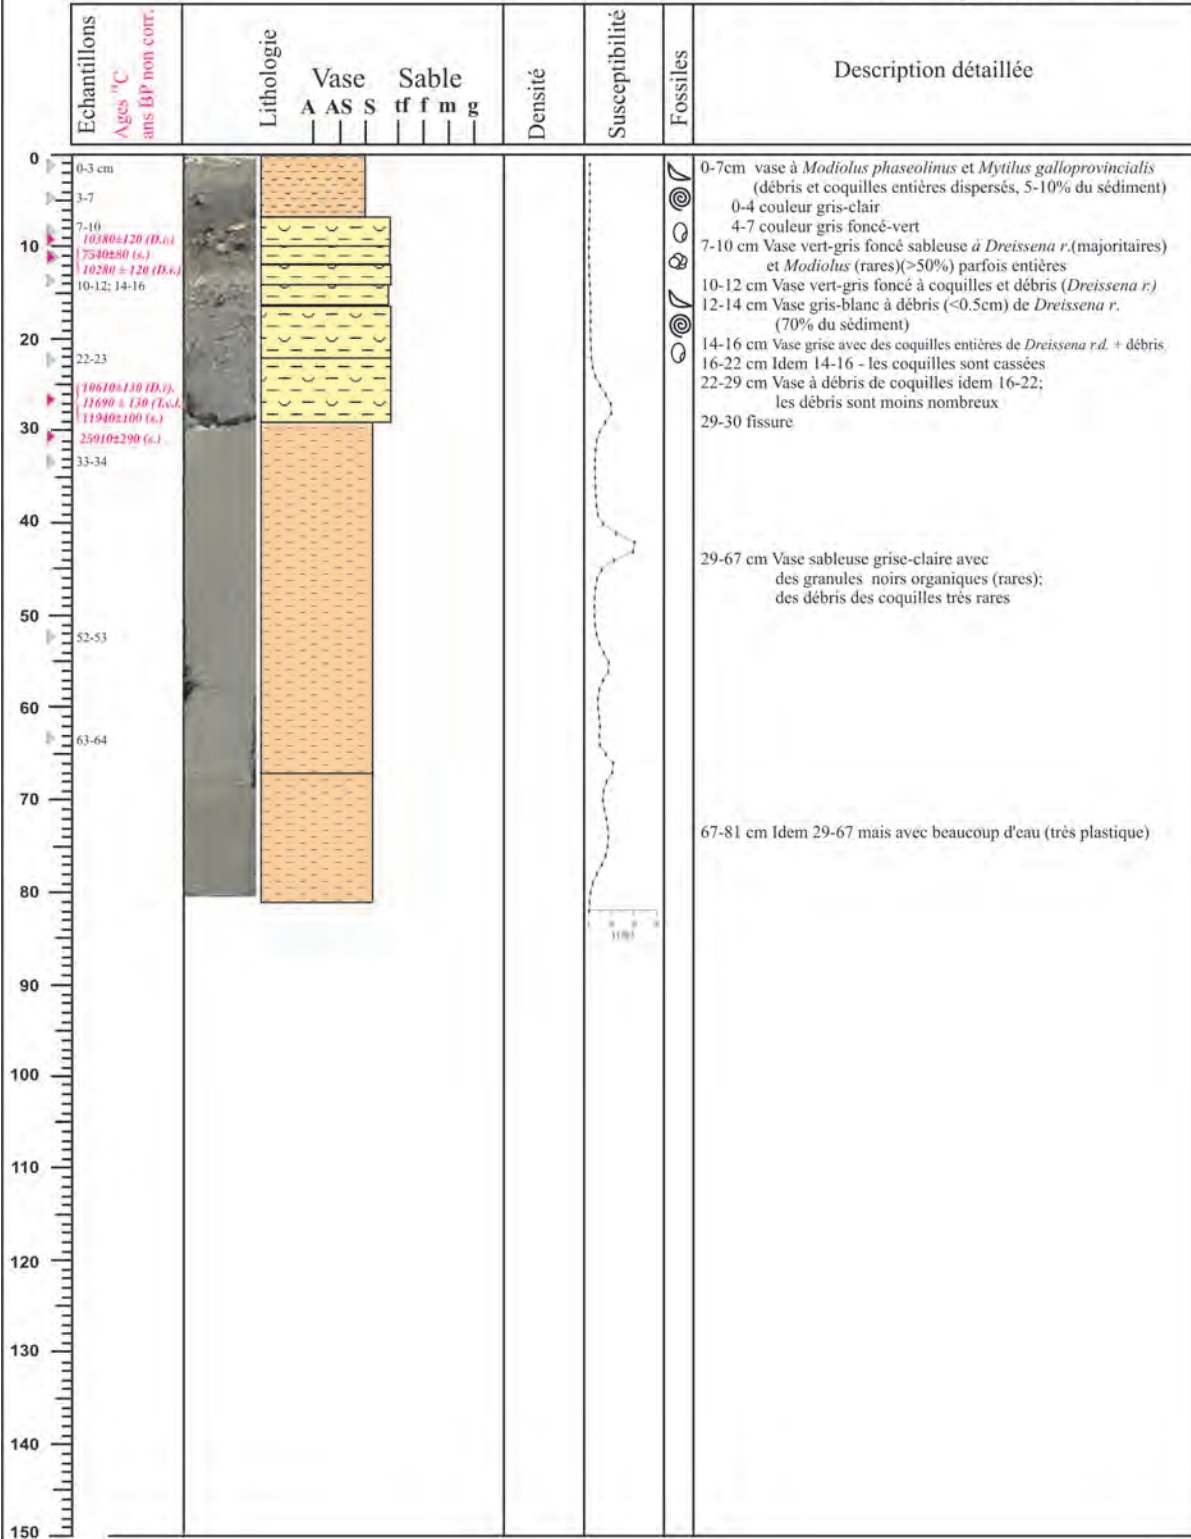 Echantillons
Ages ¹⁴C
ans BP non corr.
Lithologie
Vase Sable
A AS S tf f m g
Densité
Susceptibilité
Fossiles
Description détaillée
0
10
20
30
40
50
60
70
80
90
100
110
120
130
140
150
0-3 cm
3-7
7-10
10380±120 (D.r.)
7540±80 (s.)
10280 ± 120 (D.r.)
10-12; 14-16
22-23
10610±130 (D.r).
11690 ± 130 (T.c.l.
11940±100 (s.)
25910±290 (s.)
33-34
52-53
63-64
0-7cm vase à Modiolus phaseolinus et Mytilus galloprovincialis
(débris et coquilles entières dispersés, 5-10% du sédiment)
0-4 couleur gris-clair
4-7 couleur gris foncé-vert
7-10 cm Vase vert-gris foncé sableuse à Dreissena r.(majoritaires)
et Modiolus (rares)(>50%) parfois entières
10-12 cm Vase vert-gris foncé à coquilles et débris (Dreissena r.)
12-14 cm Vase gris-blanc à débris (<0.5cm) de Dreissena r.
(70% du sédiment)
14-16 cm Vase grise avec des coquilles entières de Dreissena r.d. + débris
16-22 cm Idem 14-16 - les coquilles sont cassées
22-29 cm Vase à débris de coquilles idem 16-22;
les débris sont moins nombreux
29-30 fissure
29-67 cm Vase sableuse grise-claire avec
des granules noirs organiques (rares);
des débris des coquilles très rares
67-81 cm Idem 29-67 mais avec beaucoup d'eau (très plastique)